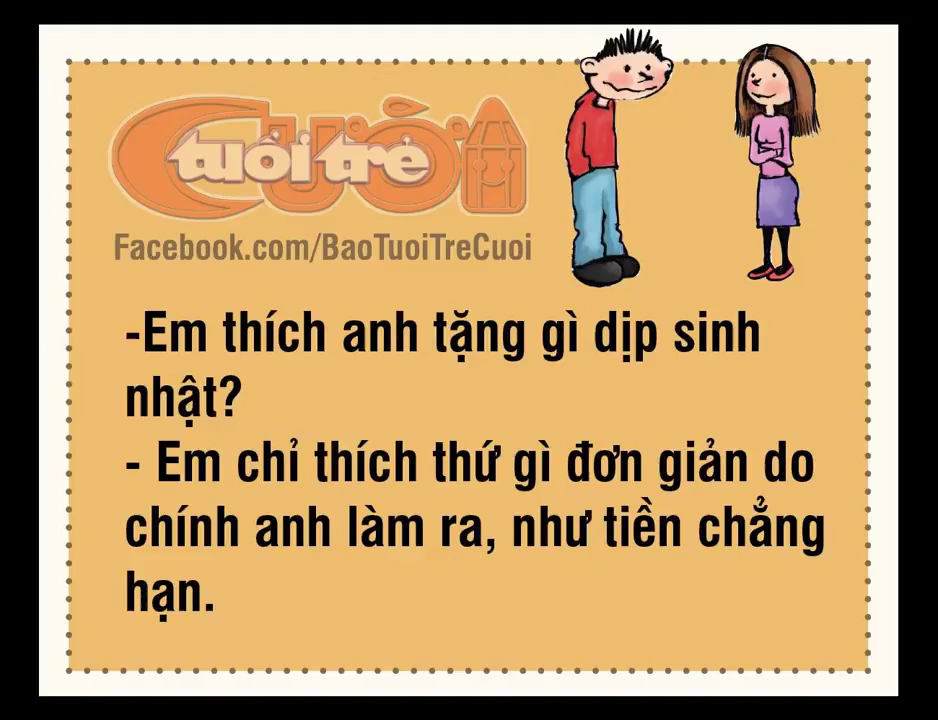 CƯỜI
tuổi trẻ
Facebook.com/BaoTuoiTreCuoi
-Em thích anh tặng gì dịp sinh
nhật?
- Em chỉ thích thứ gì đơn giản do
chính anh làm ra, như tiền chẳng
hạn.